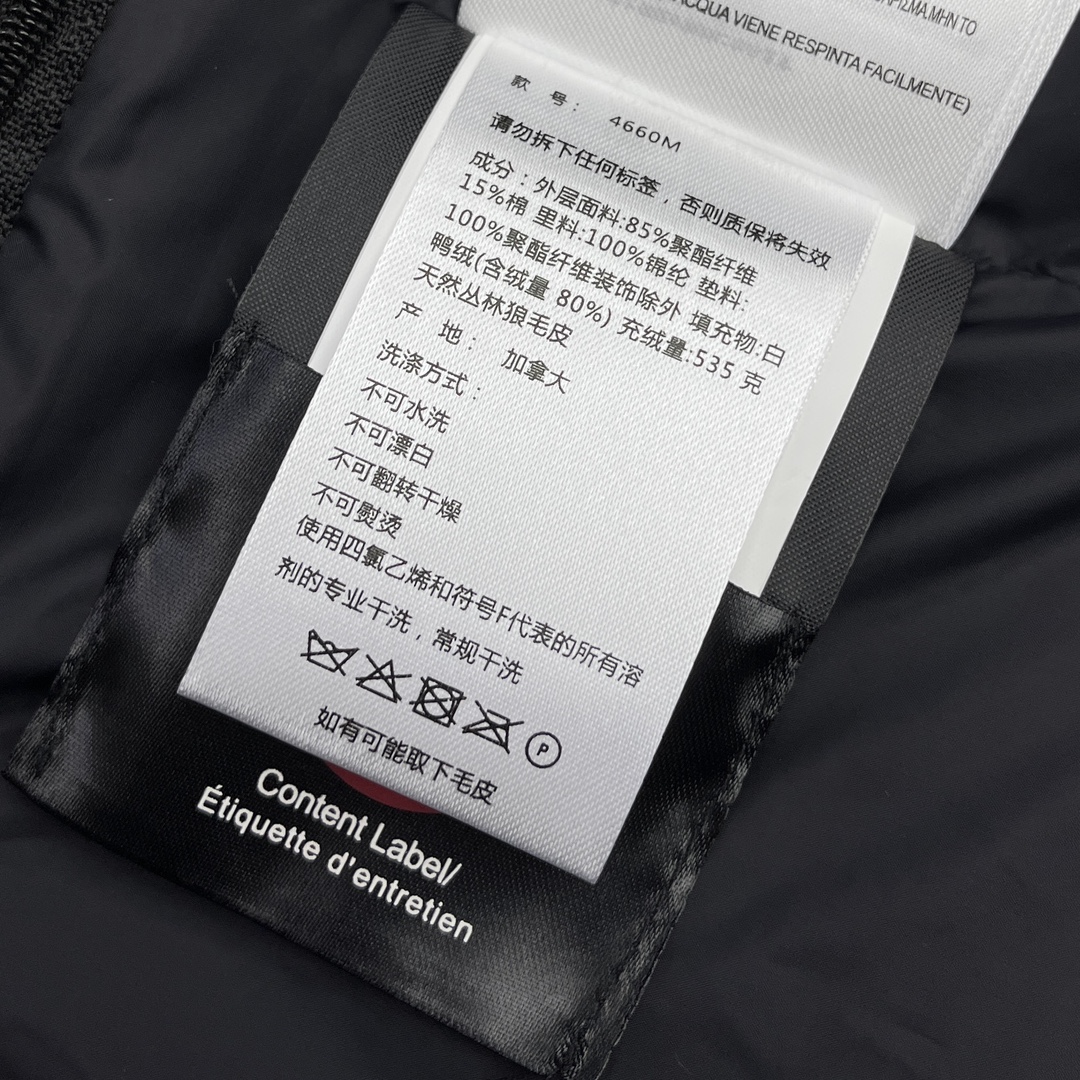 ACQUA VIENE RESPINTA FACILMENTE)
款 号： 4660M
请勿拆下任何标签，否则质保将失效
成分：外层面料:85%聚酯纤维
15%棉 里料:100%锦纶 垫料:
100%聚酯纤维装饰除外 填充物:白
鸭绒(含绒量 80%) 充绒量:535 克
天然丛林狼毛皮
产 地： 加拿大
洗涤方式：
不可水洗
不可漂白
不可翻转干燥
不可熨烫
使用四氯乙烯和符号F代表的所有溶
剂的专业干洗，常规干洗
P
如有可能取下毛皮
Content Label/
Étiquette d'entretien